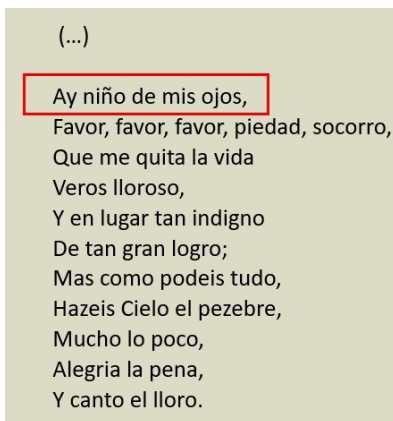 (...)
Ay niño de mis ojos,
Favor, favor, favor, piedad, socorro,
Que me quita la vida
Veros lloroso,
Y en lugar tan indigno
De tan gran logro;
Mas como podeis tudo,
Hazeis Cielo el pezebre,
Mucho lo poco,
Alegria la pena,
Y canto el lloro.